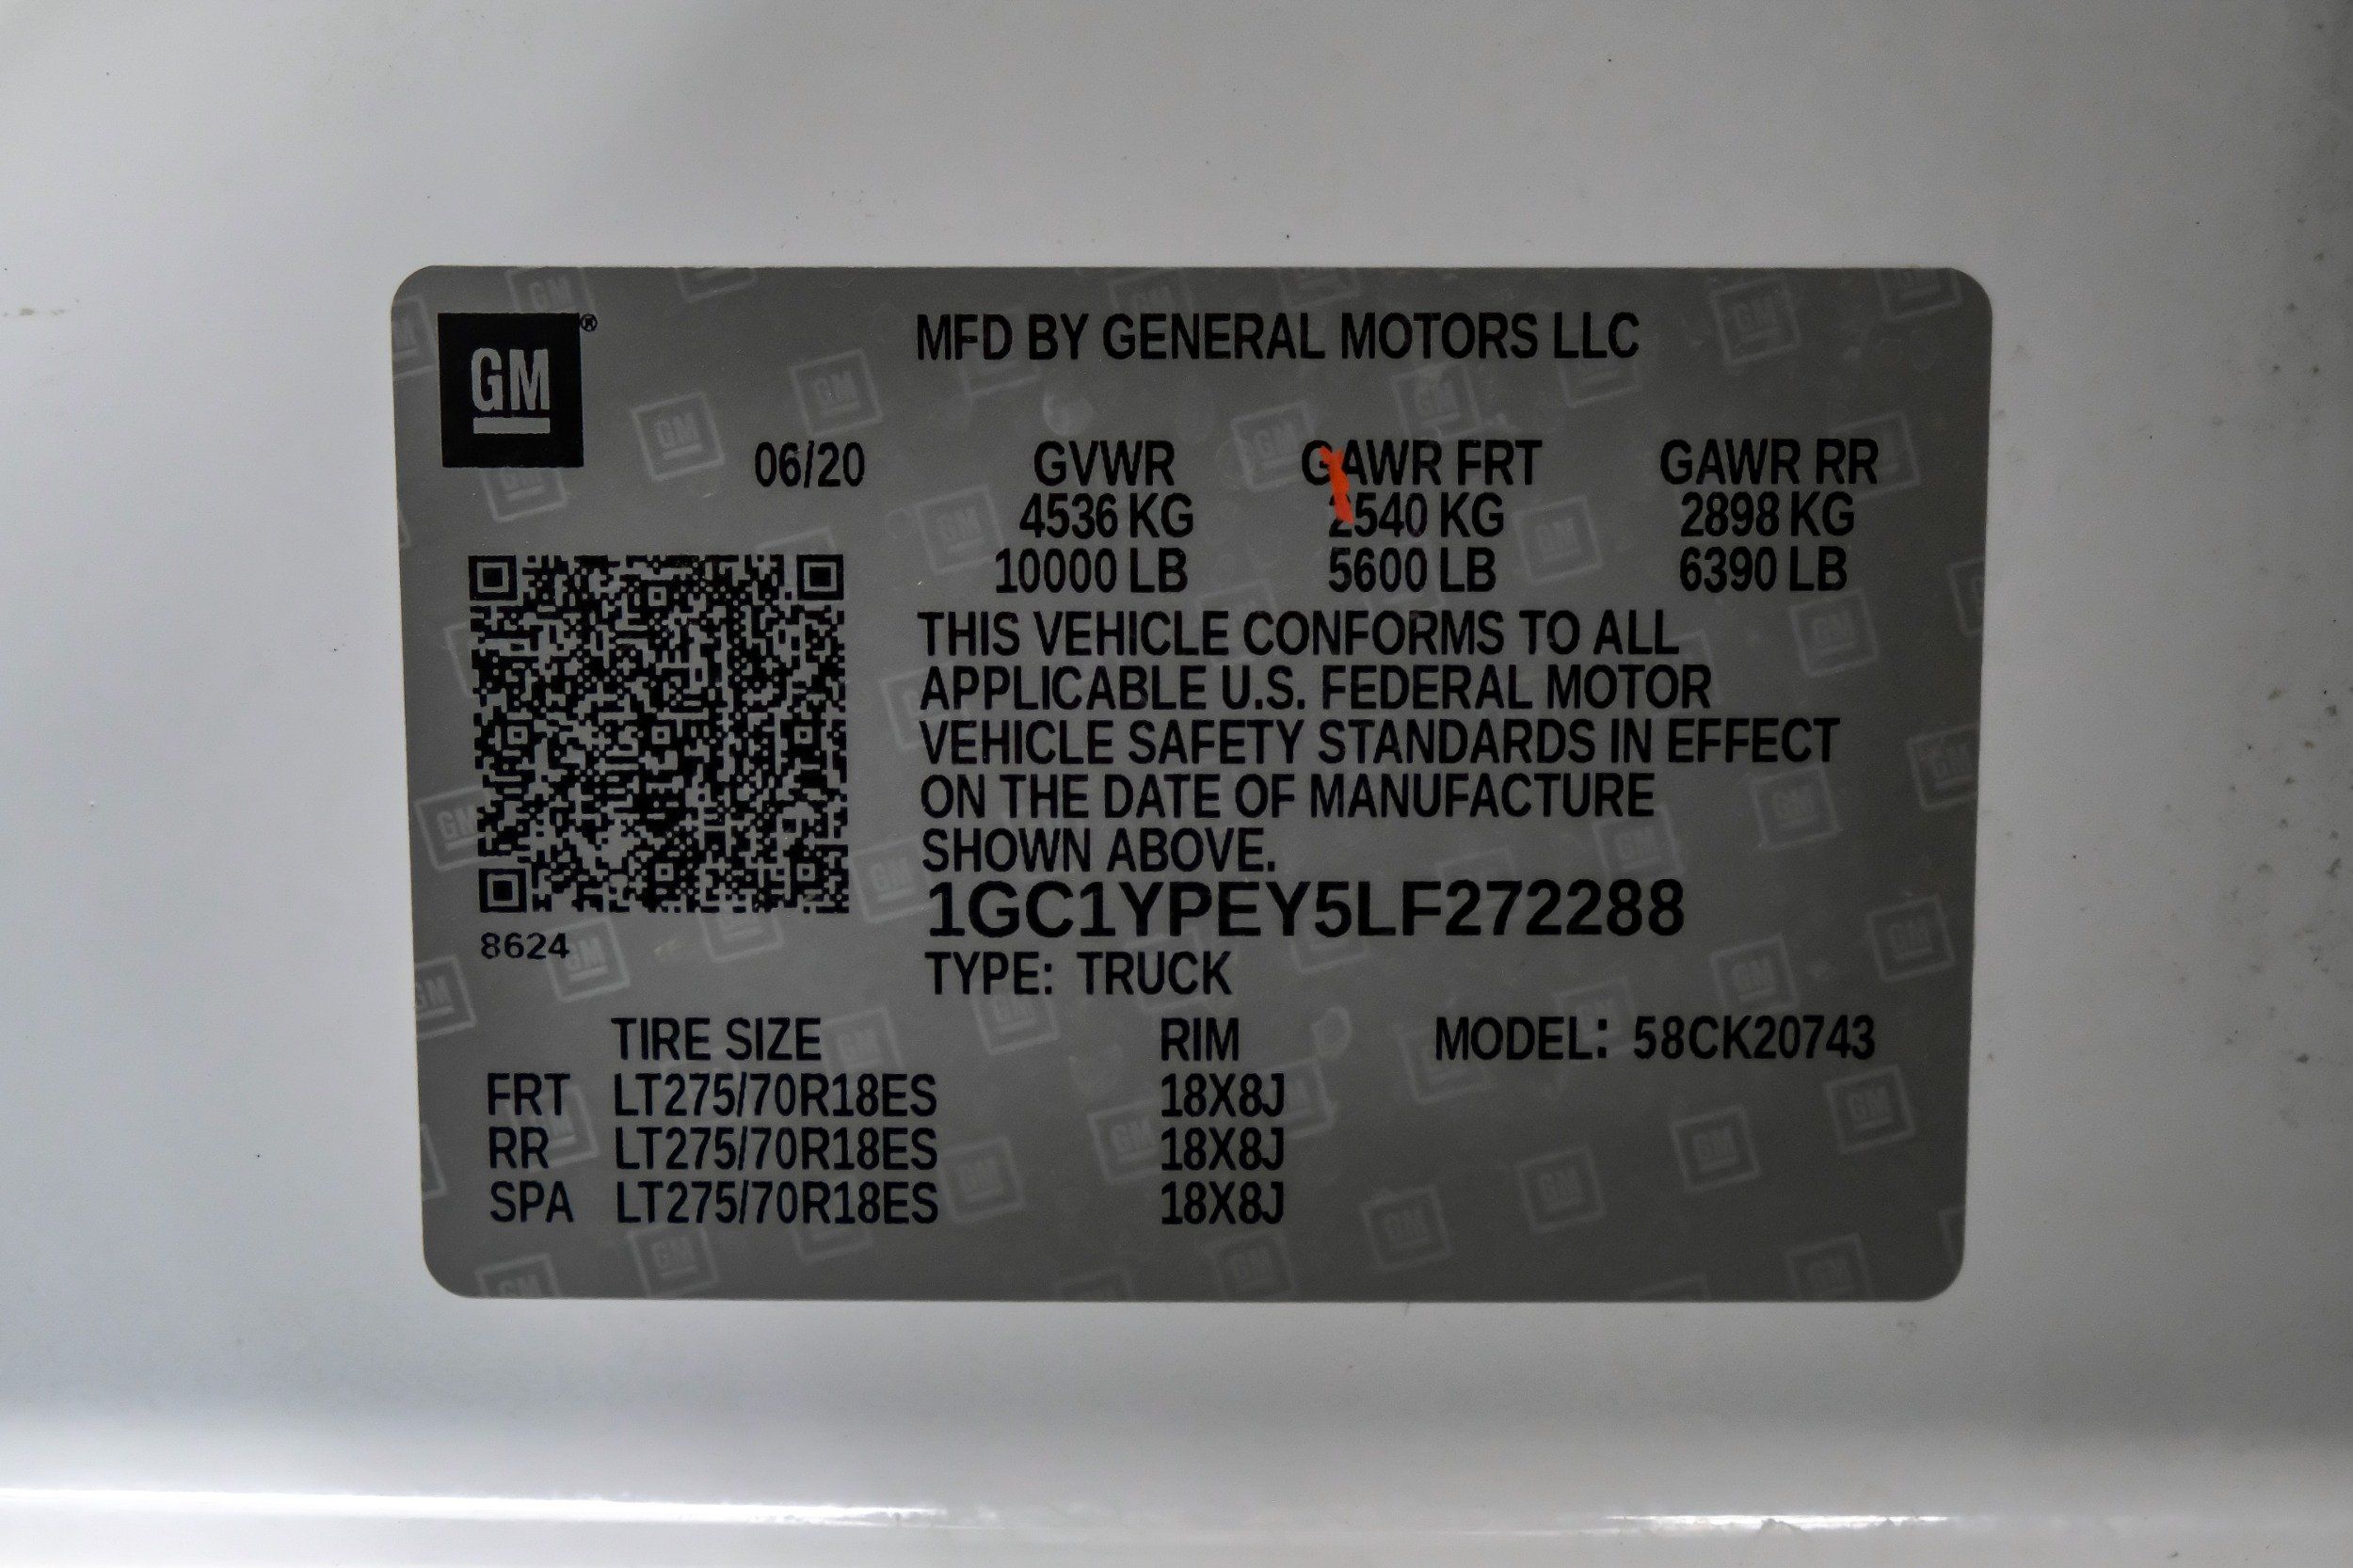 GM®
MFD BY GENERAL MOTORS LLC
06/20 GVWR GAWR FRT GAWR RR
4536 KG 2540 KG 2898 KG
10000 LB 5600 LB 6390 LB
THIS VEHICLE CONFORMS TO ALL
APPLICABLE U.S. FEDERAL MOTOR
VEHICLE SAFETY STANDARDS IN EFFECT
ON THE DATE OF MANUFACTURE
SHOWN ABOVE.
1GC1YPEY5LF272288
8624
TYPE: TRUCK
TIRE SIZE RIM MODEL: 58CK20743
FRT LT275/70R18ES 18X8J
RR LT275/70R18ES 18X8J
SPA LT275/70R18ES 18X8J